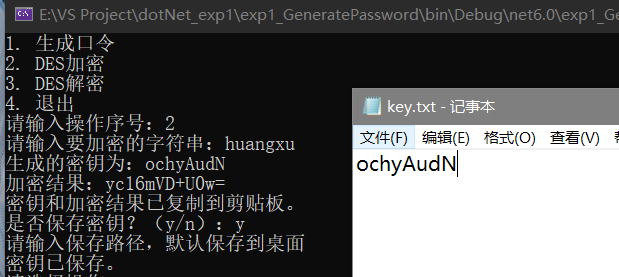 E:\VS Project\dotNet_exp1\exp1_GeneratePassword\bin\Debug\net6.0\exp1_Ge
1. 生成口令
2. DES加密
3. DES解密
4. 退出
请输入操作序号：2
请输入要加密的字符串：huangxu
生成的密钥为：ochyAudN
加密结果：ycl6mVD+U0w=
密钥和加密结果已复制到剪贴板。
是否保存密钥？（y/n）：y
请输入保存路径，默认保存到桌面
密钥已保存。
key.txt - 记事本
文件(F) 编辑(E) 格式(O) 查看(V)
ochyAudN